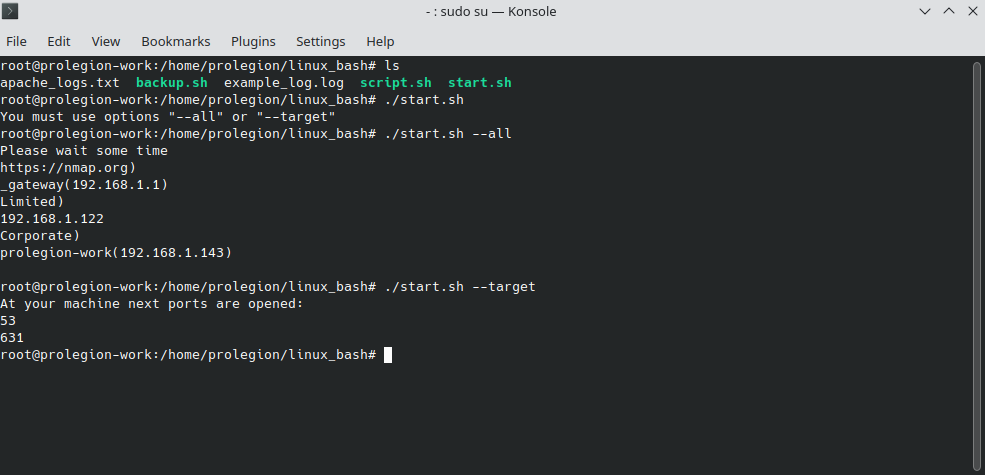 - : sudo su — Konsole
File Edit View Bookmarks Plugins Settings Help
root@prolegion-work:/home/prolegion/linux_bash# ls
apache_logs.txt  backup.sh  example_log.log  script.sh  start.sh
root@prolegion-work:/home/prolegion/linux_bash# ./start.sh
You must use options "--all" or "--target"
root@prolegion-work:/home/prolegion/linux_bash# ./start.sh --all
Please wait some time
https://nmap.org)
_gateway(192.168.1.1)
Limited)
192.168.1.122
Corporate)
prolegion-work(192.168.1.143)
root@prolegion-work:/home/prolegion/linux_bash# ./start.sh --target
At your machine next ports are opened:
53
631
root@prolegion-work:/home/prolegion/linux_bash#